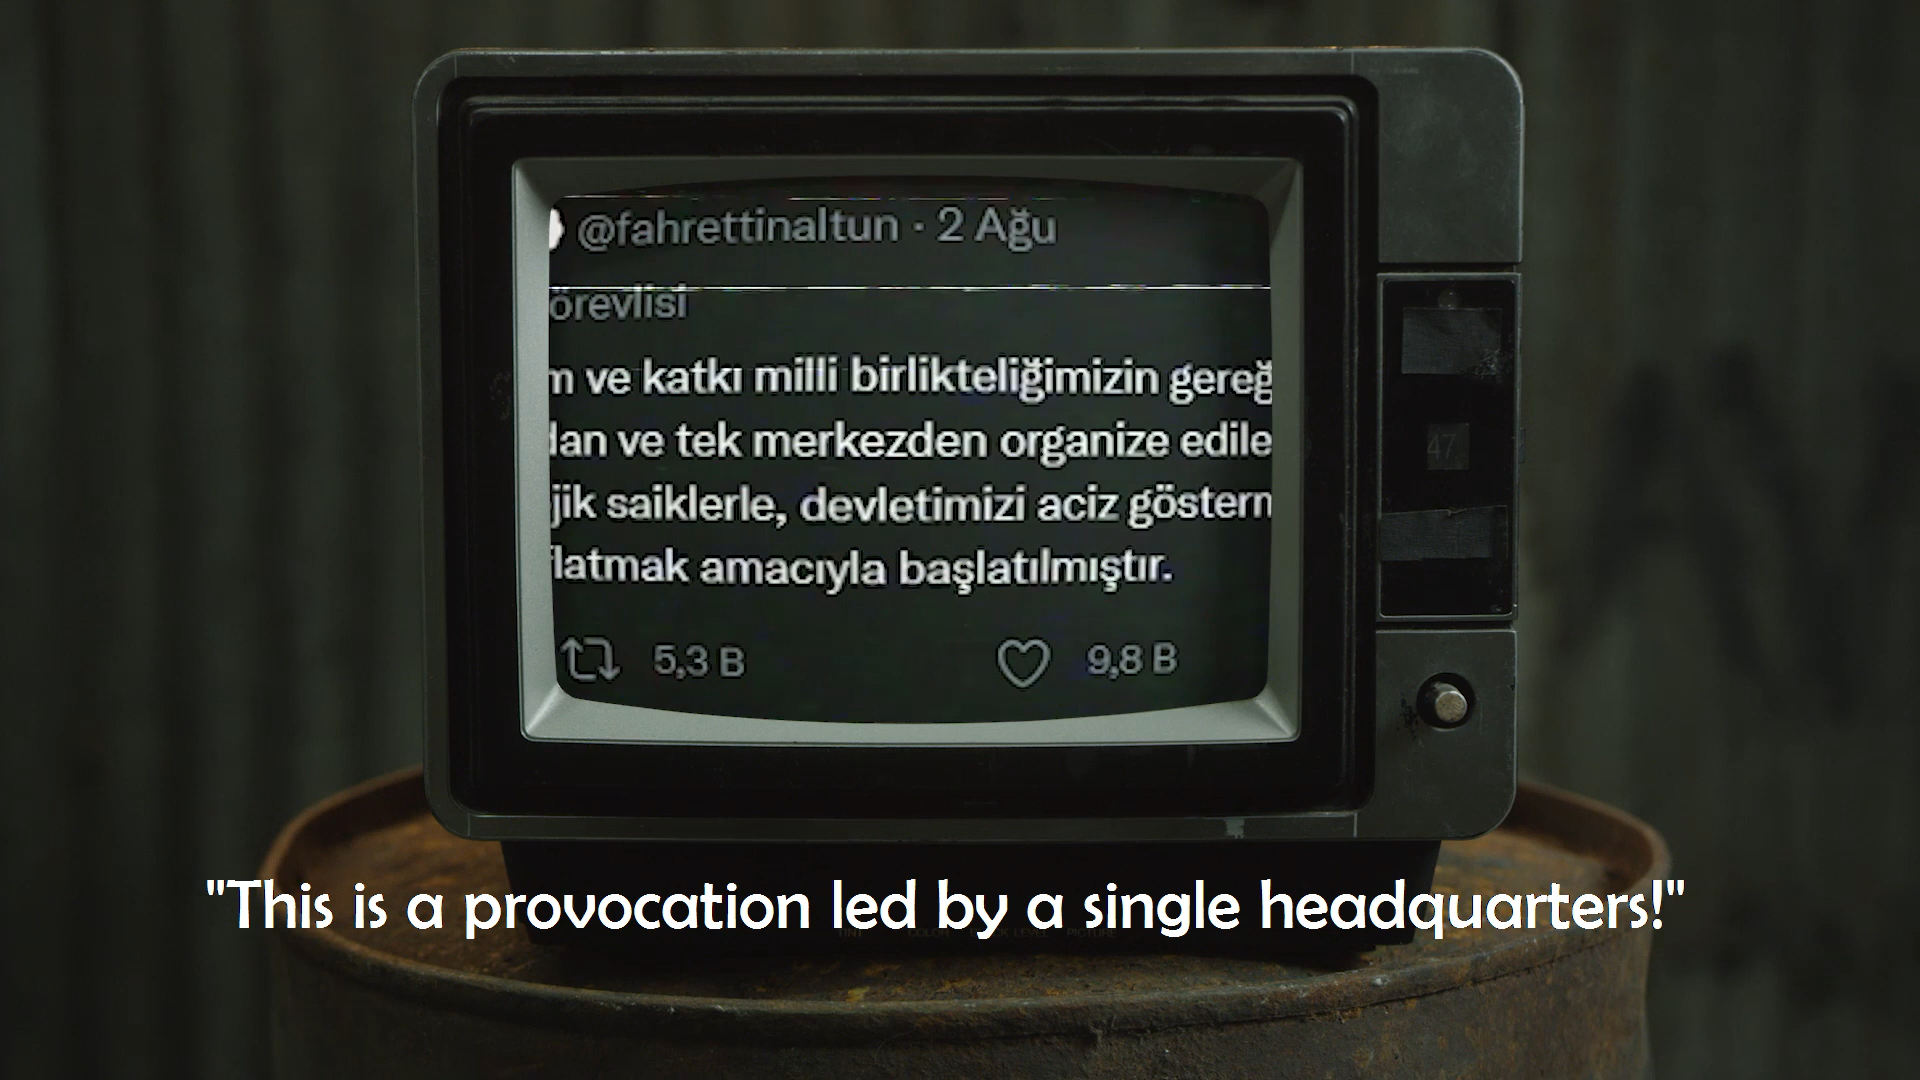 @fahrettinaltun · 2 Ağu
örevlisi
m ve katkı milli birlikteliğimizin gereğ
dan ve tek merkezden organize edile
jik saiklerle, devletimizi aciz göster
latmak amacıyla başlatılmıştır.
5,3 B 9,8 B
47
"This is a provocation led by a single headquarters!"